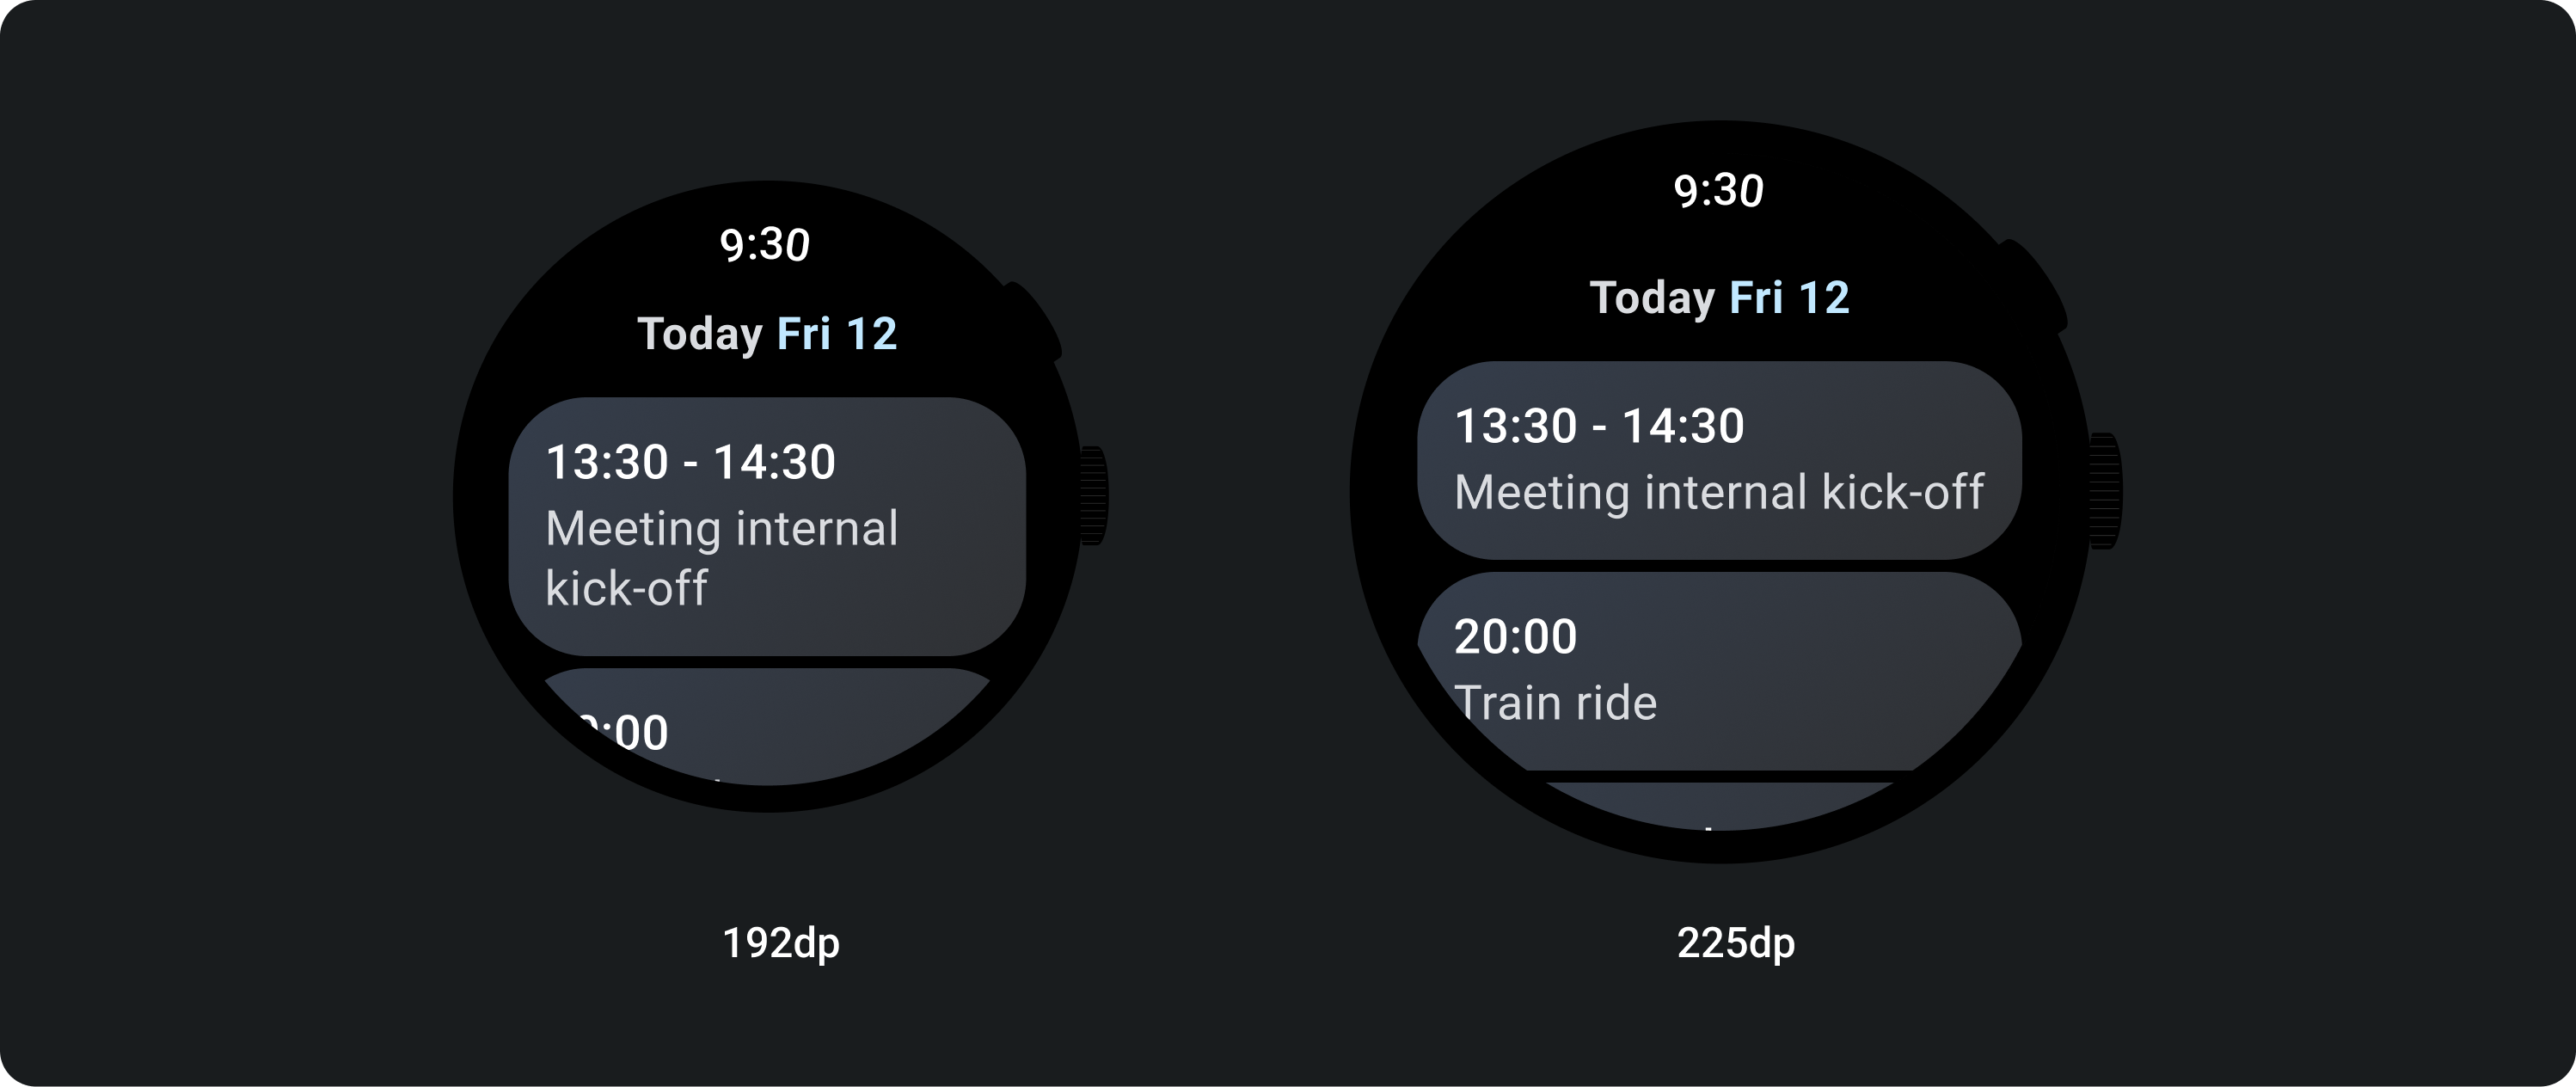 9:30
Today Fri 12
13:30 - 14:30
Meeting internal
kick-off
:00
192dp
9:30
Today Fri 12
13:30 - 14:30
Meeting internal kick-off
20:00
Train ride
225dp